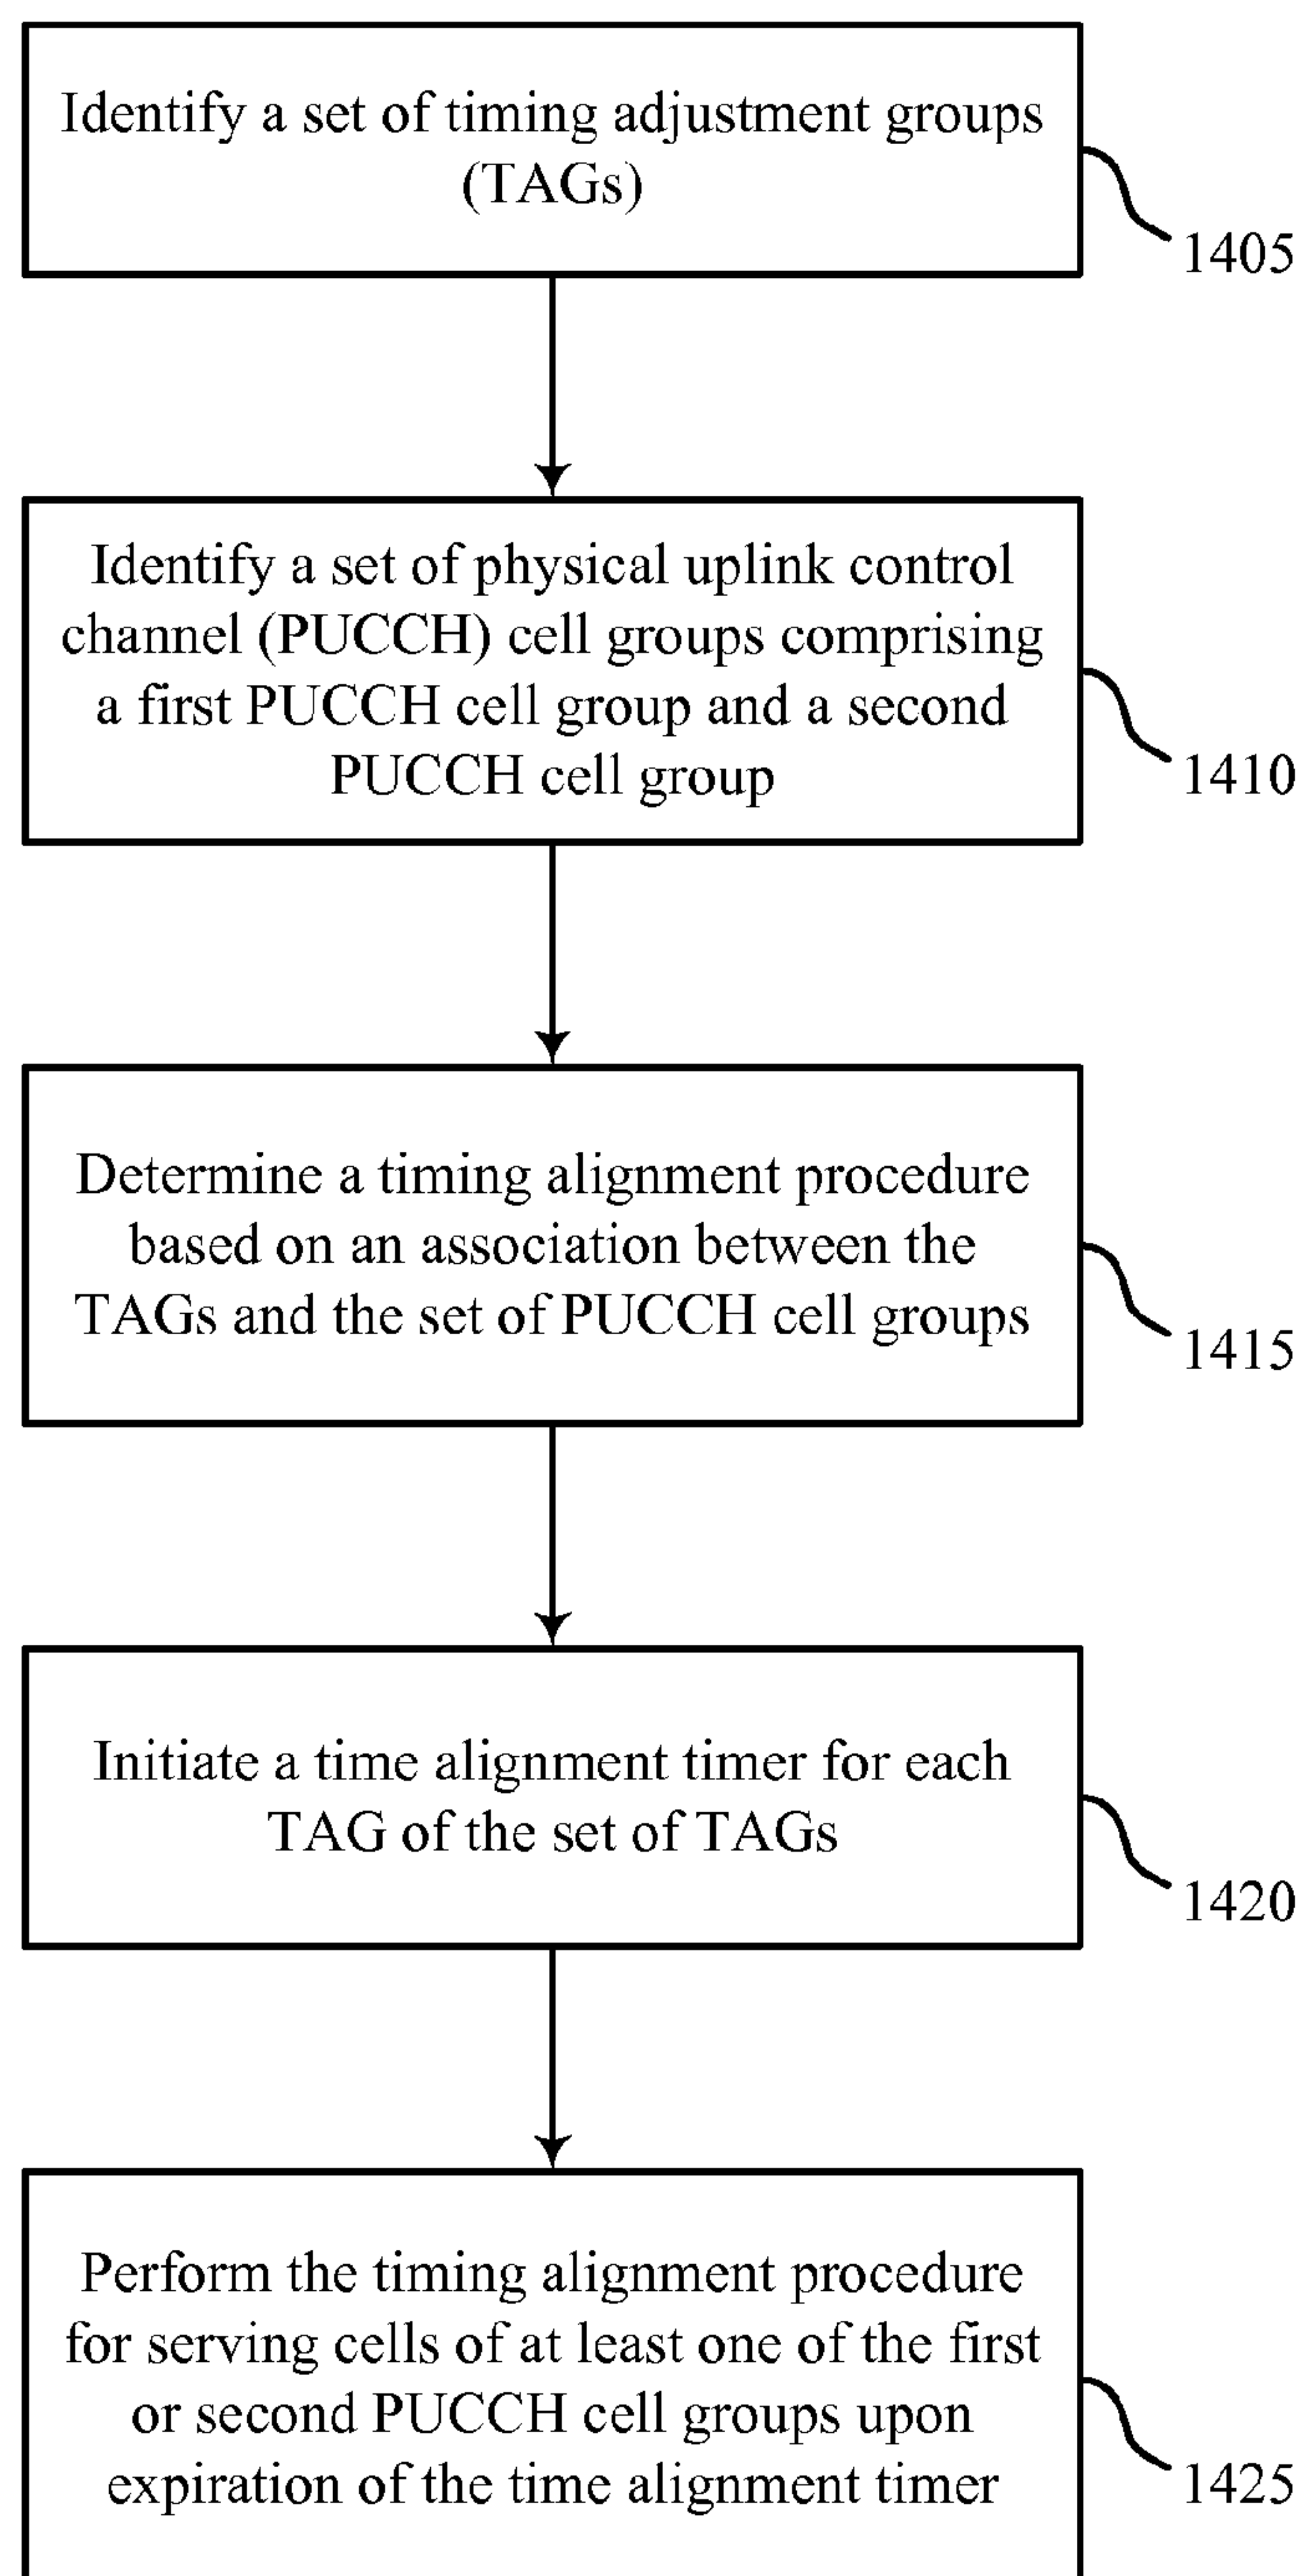 Identify a set of timing adjustment groups
(TAGs)
1405
Identify a set of physical uplink control
channel (PUCCH) cell groups comprising
a first PUCCH cell group and a second
PUCCH cell group
1410
Determine a timing alignment procedure
based on an association between the
TAGs and the set of PUCCH cell groups
1415
Initiate a time alignment timer for each
TAG of the set of TAGs
1420
Perform the timing alignment procedure
for serving cells of at least one of the first
or second PUCCH cell groups upon
expiration of the time alignment timer
1425